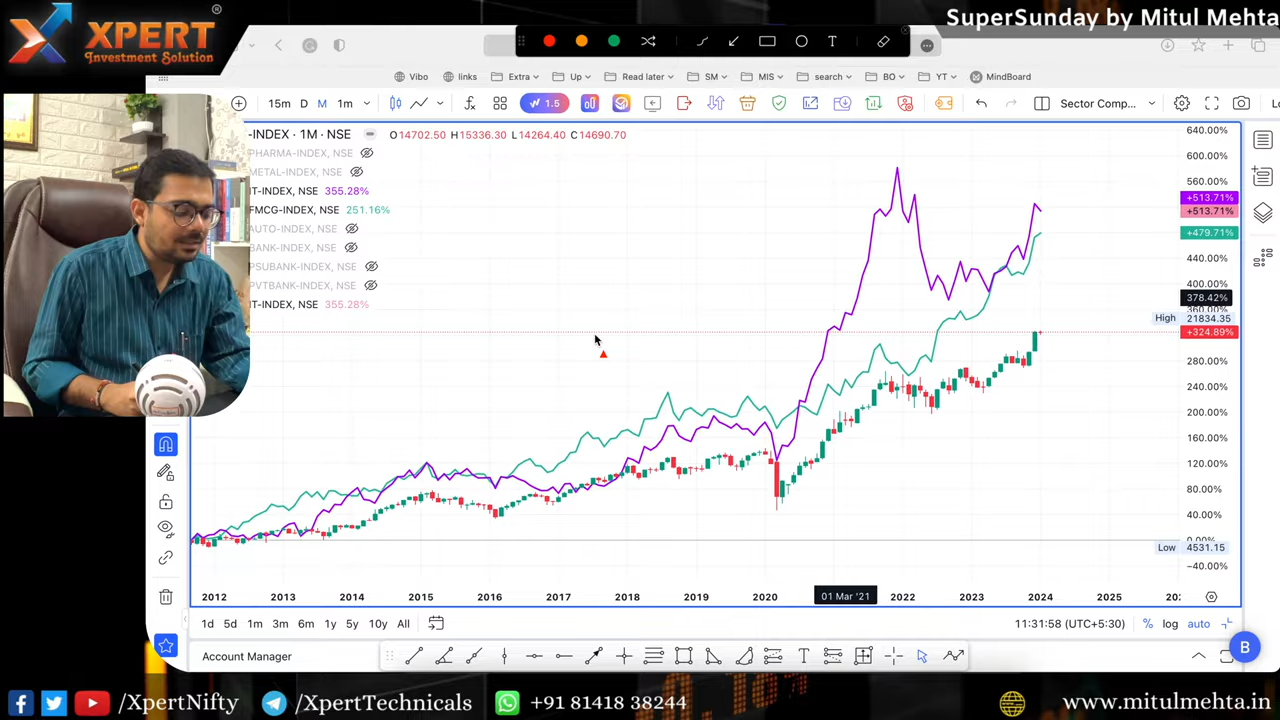 SuperSunday by Mitul Mehta
XPERT
Investment Solution
®
Vibo links Extra Up Read later SM MIS search BO YT MindBoard
15m D M 1m 1.5 Sector Comp...
-INDEX · 1M · NSE O14702.50 H15336.30 L14264.40 C14690.70
PHARMA-INDEX, NSE
METAL-INDEX, NSE
IT-INDEX, NSE 355.28%
FMCG-INDEX, NSE 251.16%
AUTO-INDEX, NSE
BANK-INDEX, NSE
PSUBANK-INDEX, NSE
PVTBANK-INDEX, NSE
IT-INDEX, NSE 355.28%
640.00%
600.00%
560.00%
+513.71%
+513.71%
+479.71%
440.00%
400.00%
378.42%
360.00%
High 21834.35
+324.89%
280.00%
240.00%
200.00%
160.00%
120.00%
80.00%
40.00%
0.00%
Low 4531.15
−40.00%
2012 2013 2014 2015 2016 2017 2018 2019 2020 01 Mar '21 2022 2023 2024 2025 202
1d 5d 1m 3m 6m 1y 5y 10y All 11:31:58 (UTC+5:30) % log auto
B
Account Manager
/XpertNifty /XpertTechnicals +91 81418 38244 www.mitulmehta.in